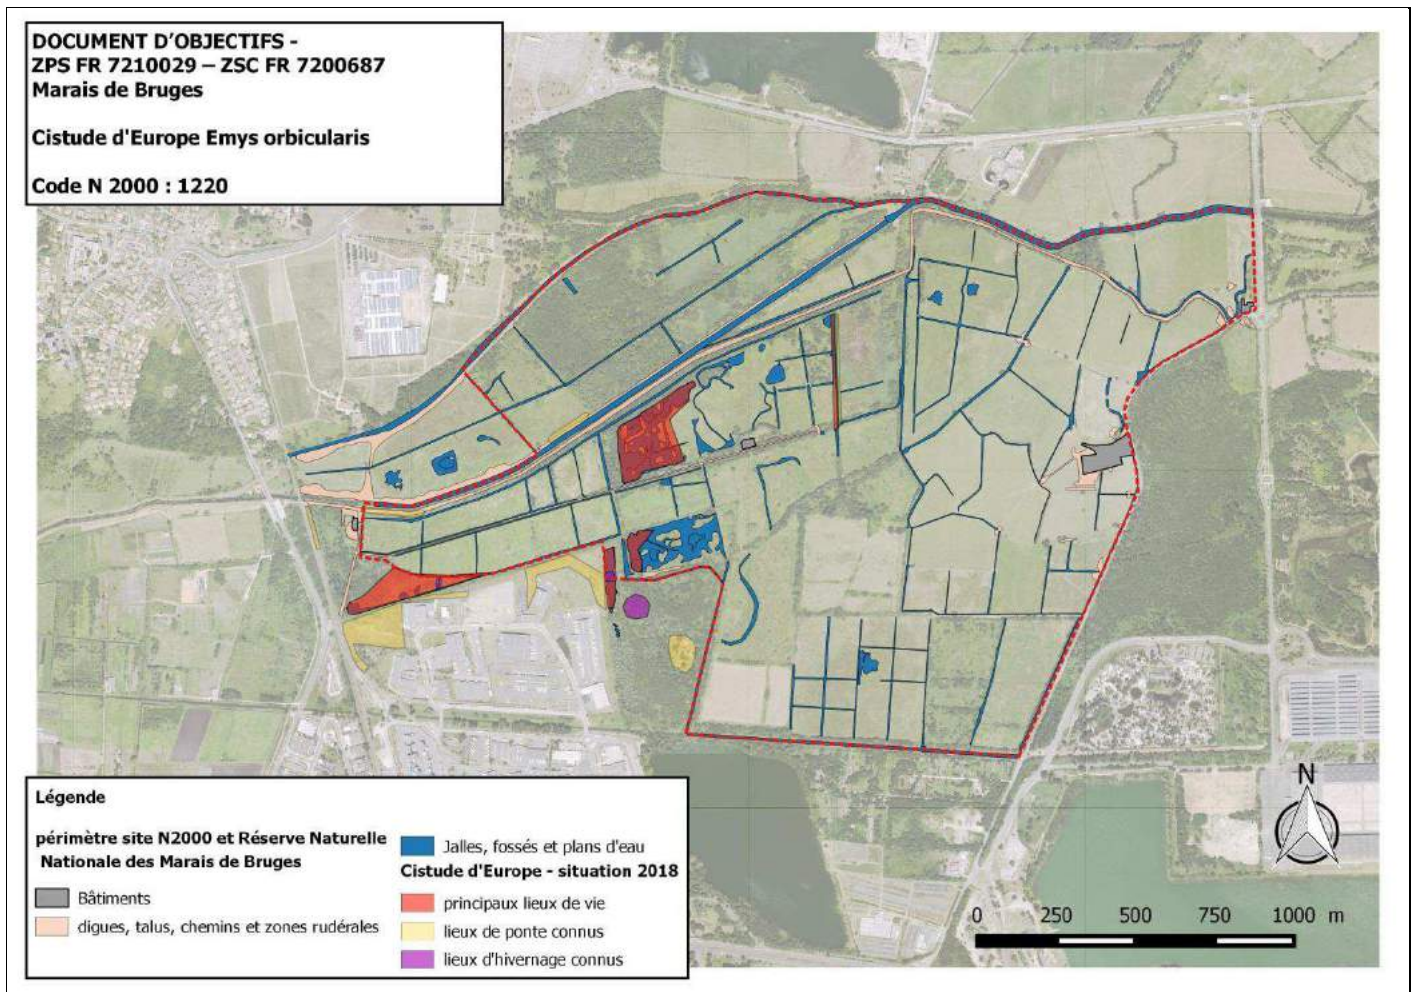 DOCUMENT D'OBJECTIFS -
ZPS FR 7210029 – ZSC FR 7200687
Marais de Bruges
Cistude d'Europe Emys orbicularis
Code N 2000 : 1220
Légende
périmètre site N2000 et Réserve Naturelle
Nationale des Marais de Bruges
Bâtiments
digues, talus, chemins et zones rudérales
Jalles, fossés et plans d'eau
Cistude d'Europe - situation 2018
principaux lieux de vie
lieux de ponte connus
lieux d'hivernage connus
N
0 250 500 750 1000 m